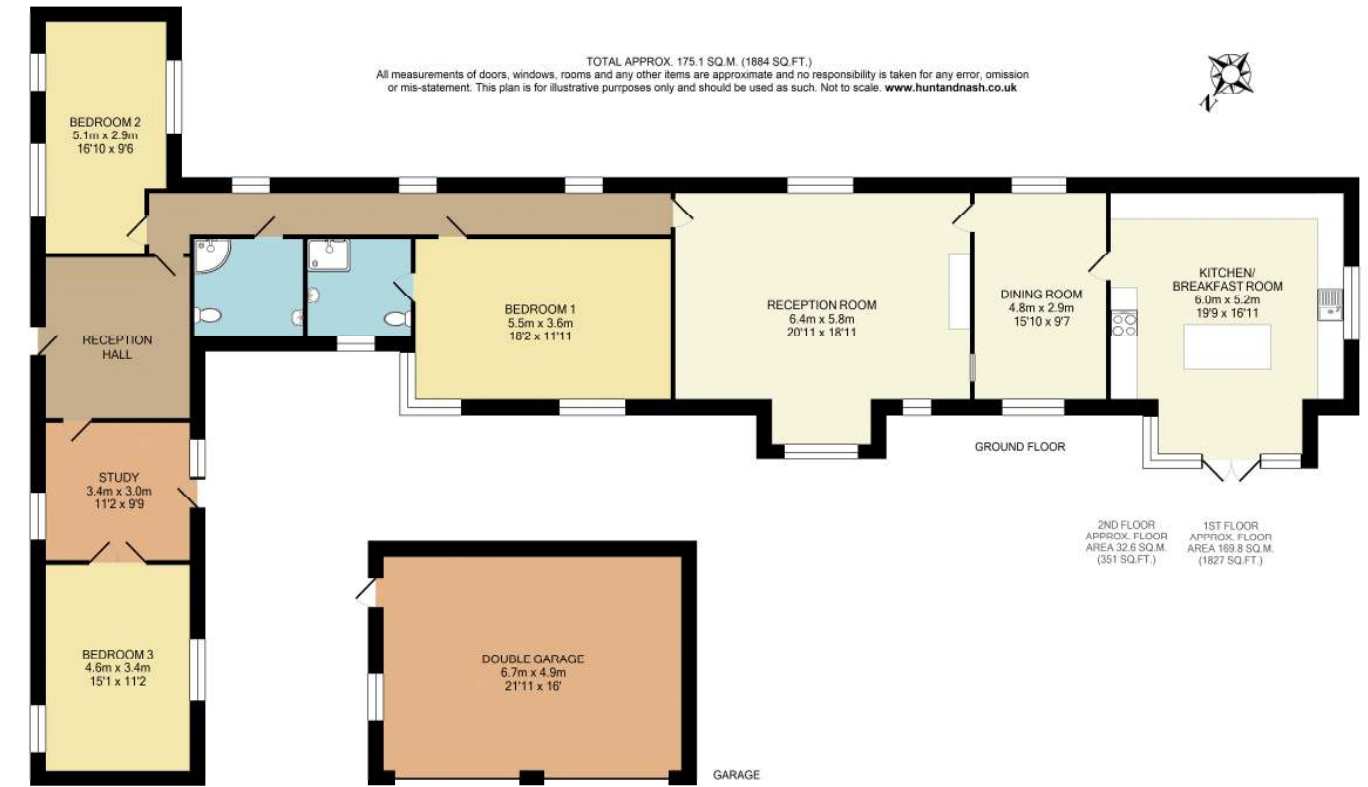 TOTAL APPROX. 175.1 SQ.M. (1884 SQ.FT.)
All measurements of doors, windows, rooms and any other items are approximate and no responsibility is taken for any error, omission
or mis-statement. This plan is for illustrative purposes only and should be used as such. Not to scale. www.huntandnash.co.uk
N
BEDROOM 2
5.1m x 2.9m
16'10 x 9'6
RECEPTION
HALL
BEDROOM 1
5.5m x 3.6m
18'2 x 11'11
RECEPTION ROOM
6.4m x 5.8m
20'11 x 18'11
DINING ROOM
4.8m x 2.9m
15'10 x 9'7
KITCHEN/
BREAKFAST ROOM
6.0m x 5.2m
19'9 x 16'11
GROUND FLOOR
STUDY
3.4m x 3.0m
11'2 x 9'9
2ND FLOOR
APPROX. FLOOR
AREA 32.6 SQ.M.
(351 SQ.FT.)
1ST FLOOR
APPROX. FLOOR
AREA 169.8 SQ.M.
(1827 SQ.FT.)
BEDROOM 3
4.6m x 3.4m
15'1 x 11'2
DOUBLE GARAGE
6.7m x 4.9m
21'11 x 16'
GARAGE